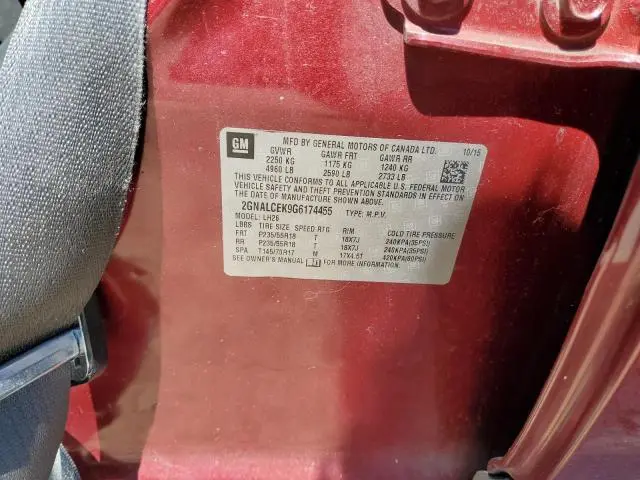 GM
MFD BY GENERAL MOTORS OF CANADA LTD. 10/15
GVWR GAWR FRT GAWR RR
2250 KG 1175 KG 1240 KG
4960 LB 2590 LB 2733 LB
THIS VEHICLE CONFORMS TO ALL APPLICABLE U.S. FEDERAL MOTOR
VEHICLE SAFETY AND THEFT PREVENTION STANDARDS IN EFFECT
ON THE DATE OF MANUFACTURE SHOWN ABOVE.
2GNALCEK9G6174455 TYPE: M.P.V.
MODEL: LH26
TIRE SIZE SPEED RTG RIM COLD TIRE PRESSURE
FRT P235/55R18 T 18X7J 240KPA(35PSI)
RR P235/55R18 T 18X7J 240KPA(35PSI)
SPA T145/70R17 M 17X4.5T 420KPA(60PSI)
SEE OWNER'S MANUAL FOR MORE INFORMATION.